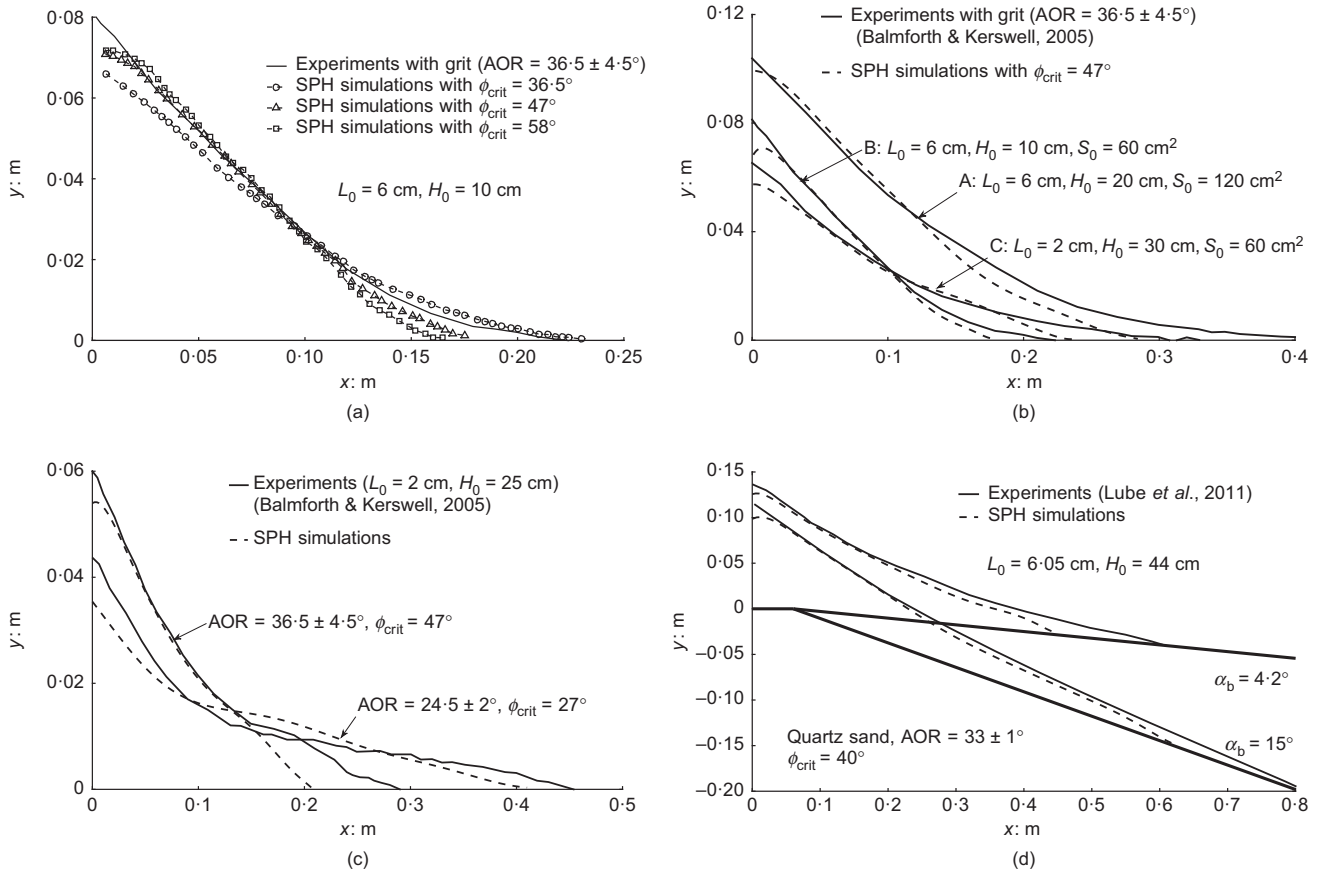 0·08
0·06
0·04
0·02
0
y: m
Experiments with grit (AOR = 36·5 ± 4·5°)
SPH simulations with ϕcrit = 36·5°
SPH simulations with ϕcrit = 47°
SPH simulations with ϕcrit = 58°
L0 = 6 cm, H0 = 10 cm
0 0·05 0·10 0·15 0·20 0·25
x: m
(a)
0·12
0·08
0·04
0
y: m
Experiments with grit (AOR = 36·5 ± 4·5°)
(Balmforth & Kerswell, 2005)
SPH simulations with ϕcrit = 47°
B: L0 = 6 cm, H0 = 10 cm, S0 = 60 cm²
A: L0 = 6 cm, H0 = 20 cm, S0 = 120 cm²
C: L0 = 2 cm, H0 = 30 cm, S0 = 60 cm²
0 0·1 0·2 0·3 0·4
x: m
(b)
0·06
0·04
0·02
0
y: m
Experiments (L0 = 2 cm, H0 = 25 cm)
(Balmforth & Kerswell, 2005)
SPH simulations
AOR = 36·5 ± 4·5°, ϕcrit = 47°
AOR = 24·5 ± 2°, ϕcrit = 27°
0 0·1 0·2 0·3 0·4 0·5
x: m
(c)
0·15
0·10
0·05
0
−0·05
−0·10
−0·15
−0·20
y: m
Experiments (Lube et al., 2011)
SPH simulations
L0 = 6·05 cm, H0 = 44 cm
αb = 4·2°
αb = 15°
Quartz sand, AOR = 33 ± 1°
ϕcrit = 40°
0 0·1 0·2 0·3 0·4 0·5 0·6 0·7 0·8
x: m
(d)